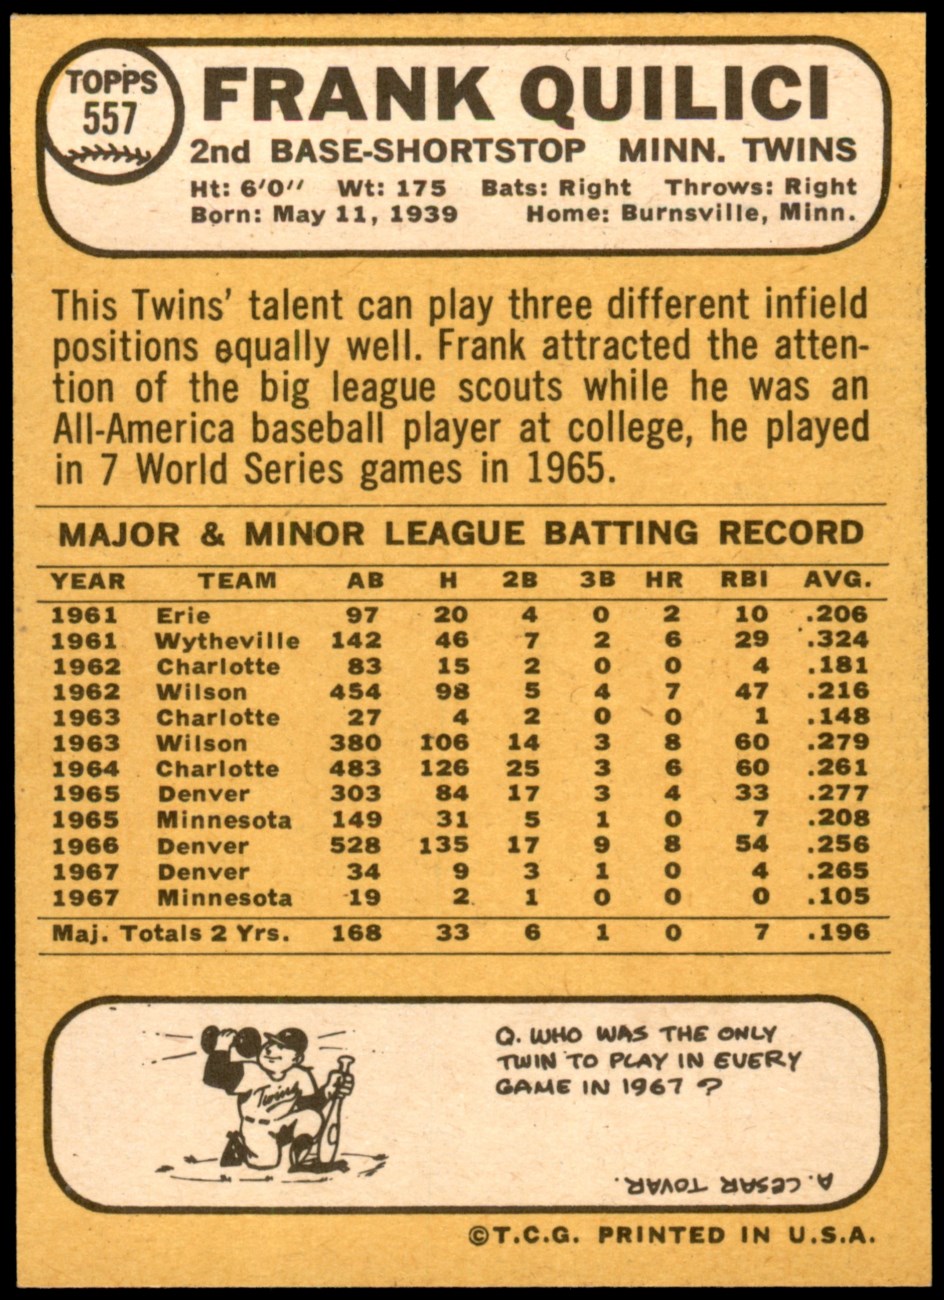 TOPPS
557
FRANK QUILICI
2nd BASE-SHORTSTOP MINN. TWINS
Ht: 6'0'' Wt: 175 Bats: Right Throws: Right
Born: May 11, 1939 Home: Burnsville, Minn.
This Twins' talent can play three different infield
positions equally well. Frank attracted the atten-
tion of the big league scouts while he was an
All-America baseball player at college, he played
in 7 World Series games in 1965.
MAJOR & MINOR LEAGUE BATTING RECORD
YEAR TEAM AB H 2B 3B HR RBI AVG.
1961 Erie 97 20 4 0 2 10 .206
1961 Wytheville 142 46 7 2 6 29 .324
1962 Charlotte 83 15 2 0 0 4 .181
1962 Wilson 454 98 5 4 7 47 .216
1963 Charlotte 27 4 2 0 0 1 .148
1963 Wilson 380 106 14 3 8 60 .279
1964 Charlotte 483 126 25 3 6 60 .261
1965 Denver 303 84 17 3 4 33 .277
1965 Minnesota 149 31 5 1 0 7 .208
1966 Denver 528 135 17 9 8 54 .256
1967 Denver 34 9 3 1 0 4 .265
1967 Minnesota 19 2 1 0 0 0 .105
Maj. Totals 2 Yrs. 168 33 6 1 0 7 .196
Twins
Q. WHO WAS THE ONLY
TWIN TO PLAY IN EVERY
GAME IN 1967?
A. CESAR TOVAR.
©T.C.G. PRINTED IN U.S.A.